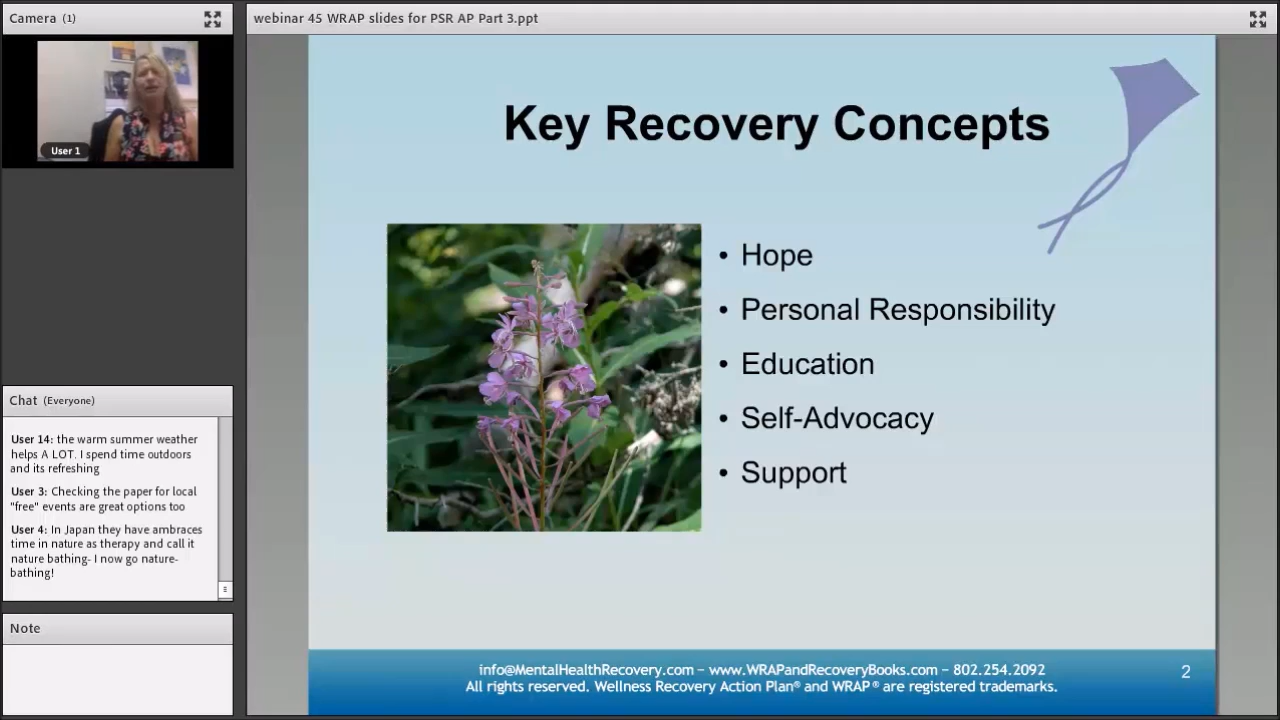 Camera (1)
User 1
Chat (Everyone)
User 14: the warm summer weather
helps A LOT. I spend time outdoors
and its refreshing
User 3: Checking the paper for local
"free" events are great options too
User 4: In Japan they have embraces
time in nature as therapy and call it
nature bathing- I now go nature-
bathing!
Note
webinar 45 WRAP slides for PSR AP Part 3.ppt
Key Recovery Concepts
• Hope
• Personal Responsibility
• Education
• Self-Advocacy
• Support
info@MentalHealthRecovery.com – www.WRAPandRecoveryBooks.com – 802.254.2092
All rights reserved. Wellness Recovery Action Plan® and WRAP® are registered trademarks.
2